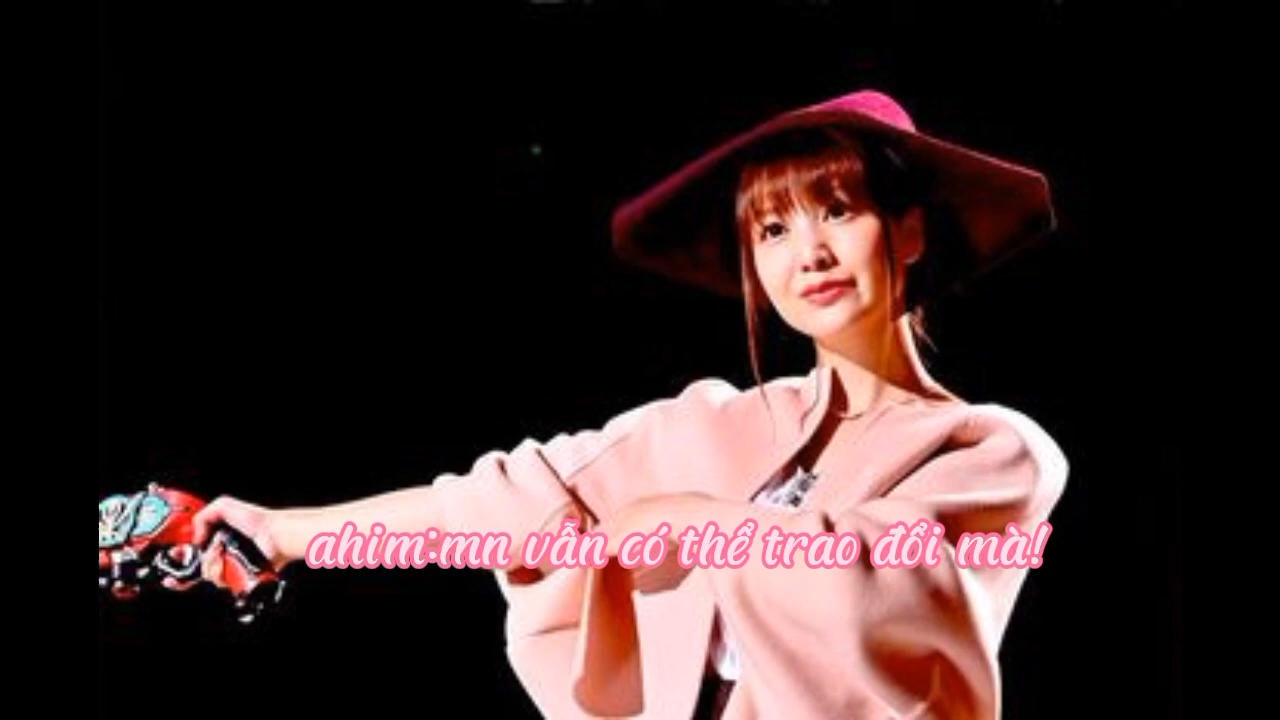 ahim:mn vẫn có thể trao đổi mà!